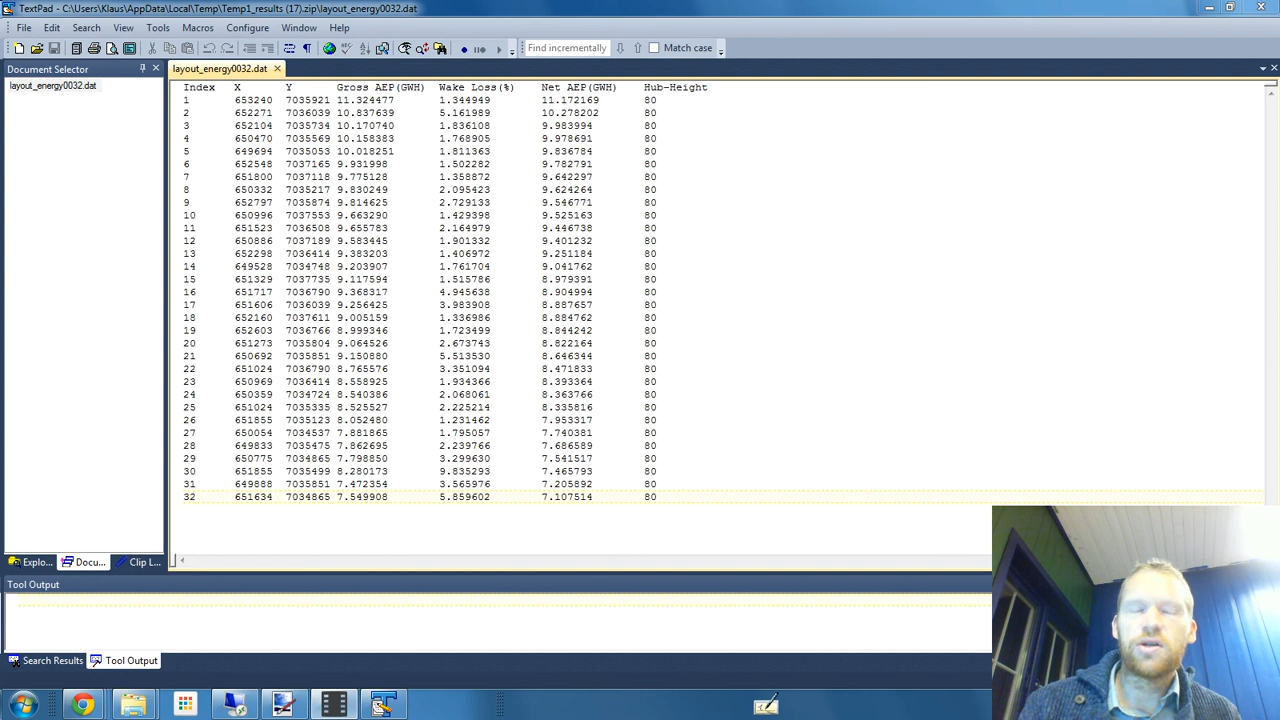 TextPad - C:\Users\Klaus\AppData\Local\Temp\Temp1_results (17).zip\layout_energy0032.dat
File Edit Search View Tools Macros Configure Window Help
Find incrementally Match case
Document Selector
layout_energy0032.dat
layout_energy0032.dat
Index X Y Gross AEP(GWH) Wake Loss(%) Net AEP(GWH) Hub-Height
1 653240 7035921 11.324477 1.344949 11.172169 80
2 652271 7036039 10.837639 5.161989 10.278202 80
3 652104 7035734 10.170740 1.836108 9.983994 80
4 650470 7035569 10.158383 1.768905 9.978691 80
5 649694 7035053 10.018251 1.811363 9.836784 80
6 652548 7037165 9.931998 1.502282 9.782791 80
7 651800 7037118 9.775128 1.358872 9.642297 80
8 650332 7035217 9.830249 2.095423 9.624264 80
9 652797 7035874 9.814625 2.729133 9.546771 80
10 650996 7037553 9.663290 1.429398 9.525163 80
11 651523 7036508 9.655783 2.164979 9.446738 80
12 650886 7037189 9.583445 1.901332 9.401232 80
13 652298 7036414 9.383203 1.406972 9.251184 80
14 649528 7034748 9.203907 1.761704 9.041762 80
15 651329 7037735 9.117594 1.515786 8.979391 80
16 651717 7036790 9.368317 4.945638 8.904994 80
17 651606 7036039 9.256425 3.983908 8.887657 80
18 652160 7037611 9.005159 1.336986 8.884762 80
19 652603 7036766 8.999346 1.723499 8.844242 80
20 651273 7035804 9.064526 2.673743 8.822164 80
21 650692 7035851 9.150880 5.513530 8.646344 80
22 651024 7036790 8.765576 3.351094 8.471833 80
23 650969 7036414 8.558925 1.934366 8.393364 80
24 650359 7034724 8.540386 2.068061 8.363766 80
25 651024 7035335 8.525527 2.225214 8.335816 80
26 651855 7035123 8.052480 1.231462 7.953317 80
27 650054 7034537 7.881865 1.795057 7.740381 80
28 649833 7035475 7.862695 2.239766 7.686589 80
29 650775 7034865 7.798850 3.299630 7.541517 80
30 651855 7035499 8.280173 9.835293 7.465793 80
31 649888 7035851 7.472354 3.565976 7.205892 80
32 651634 7034865 7.549908 5.859602 7.107514 80
Explo... Docu... Clip L...
Tool Output
Search Results Tool Output